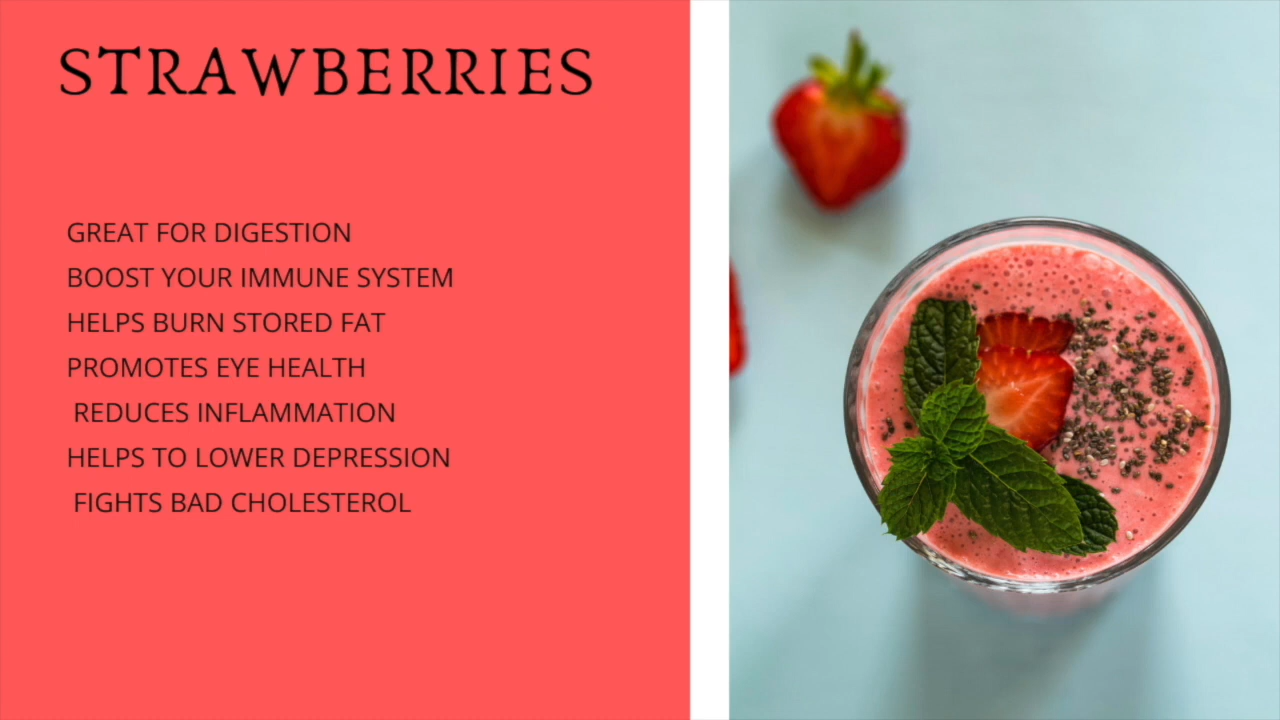 STRAWBERRIES
GREAT FOR DIGESTION
BOOST YOUR IMMUNE SYSTEM
HELPS BURN STORED FAT
PROMOTES EYE HEALTH
REDUCES INFLAMMATION
HELPS TO LOWER DEPRESSION
FIGHTS BAD CHOLESTEROL